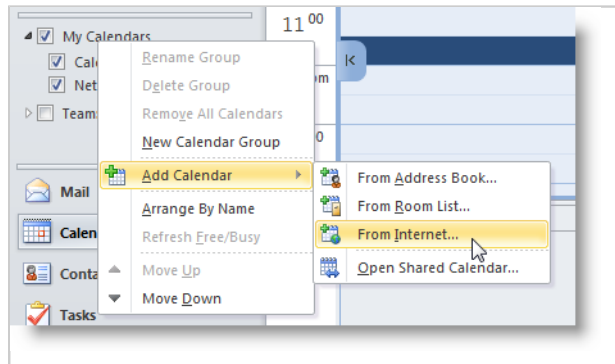 11 00
My Calendars
Rename Group
Delete Group
Remove All Calendars
Team
New Calendar Group
Add Calendar
From Address Book...
From Room List...
From Internet...
Open Shared Calendar...
Arrange By Name
Refresh Free/Busy
Move Up
Move Down
Mail
Tasks